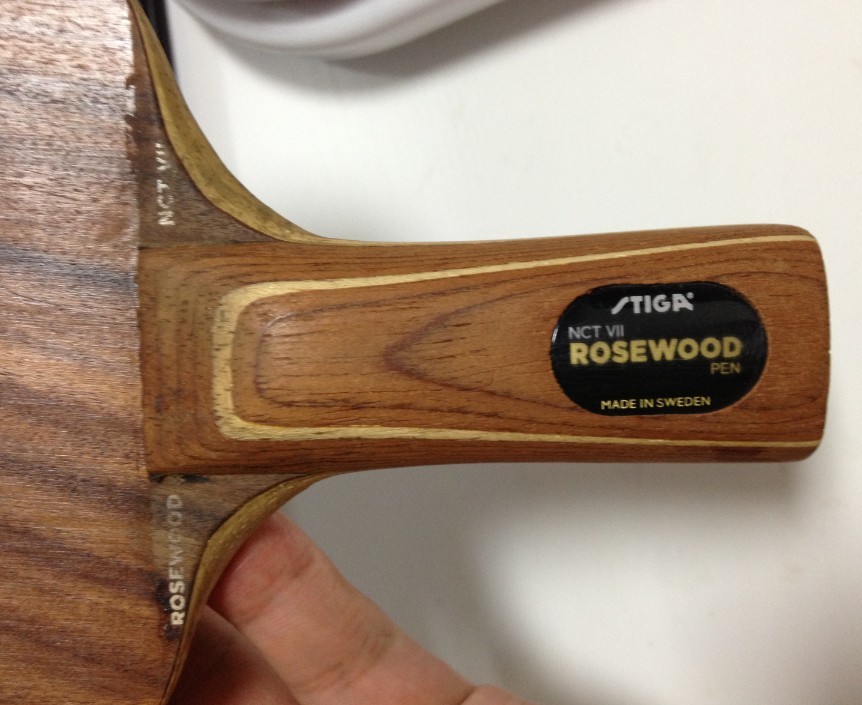 NCT VII
STIGA
NCT VII
ROSEWOOD
PEN
MADE IN SWEDEN
ROSEWOOD